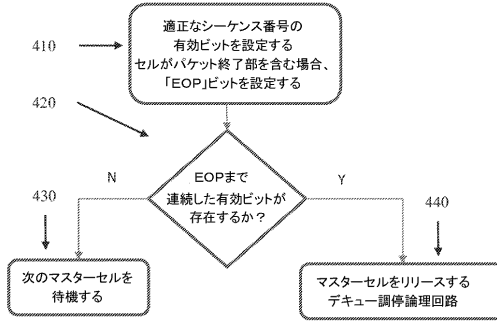 410
適正なシーケンス番号の
有効ビットを設定する
セルがパケット終了部を含む場合、
「EOP」ビットを設定する
420
EOPまで
連続した有効ビットが
存在するか？
N
Y
430
440
次のマスターセルを
待機する
マスターセルをリリースする
デキュー調停論理回路